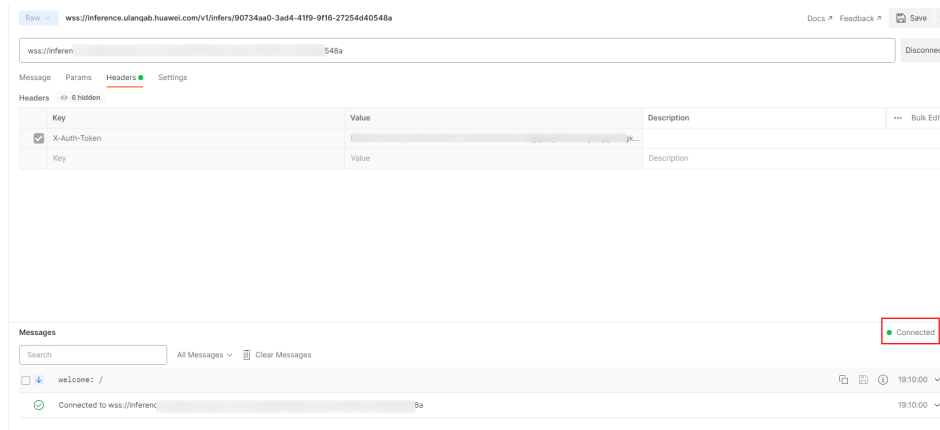 Raw wss://inference.ulanqab.huawei.com/v1/infers/90734aa0-3ad4-41f9-9f16-27254d40548a Docs Feedback Save
wss://inferen 548a Disconnec
Message Params Headers Settings
Headers 6 hidden
Key Value Description Bulk Edi
X-Auth-Token
Key Value Description
Messages Connected
Search All Messages Clear Messages
welcome: / 19:10:00
Connected to wss://inferenc 8a 19:10:00